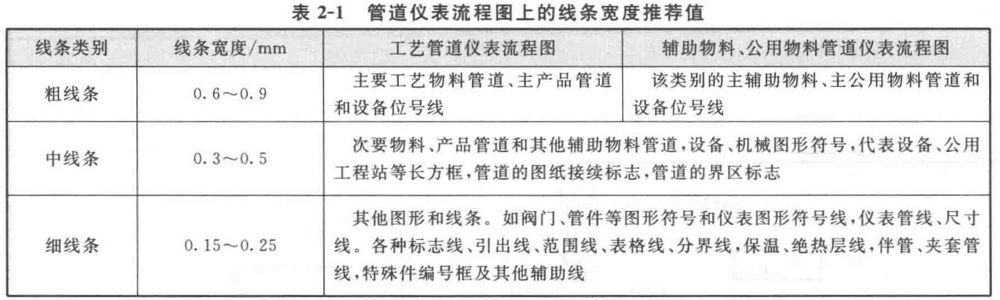 表 2-1 管道仪表流程图上的线条宽度推荐值
线条类别 线条宽度/mm 工艺管道仪表流程图 辅助物料、公用物料管道仪表流程图
粗线条 0.6～0.9 主要工艺物料管道、主产品管道
和设备位号线
该类别的主辅助物料、主公用物料管道和
设备位号线
中线条 0.3～0.5 次要物料、产品管道和其他辅助物料管道,设备、机械图形符号,代表设备、公用
工程站等长方框,管道的图纸接续标志,管道的界区标志
细线条 0.15～0.25 其他图形和线条。如阀门、管件等图形符号和仪表图形符号线,仪表管线、尺寸
线。各种标志线、引出线、范围线、表格线、分界线,保温、绝热层线,伴管、夹套管
线,特殊件编号框及其他辅助线